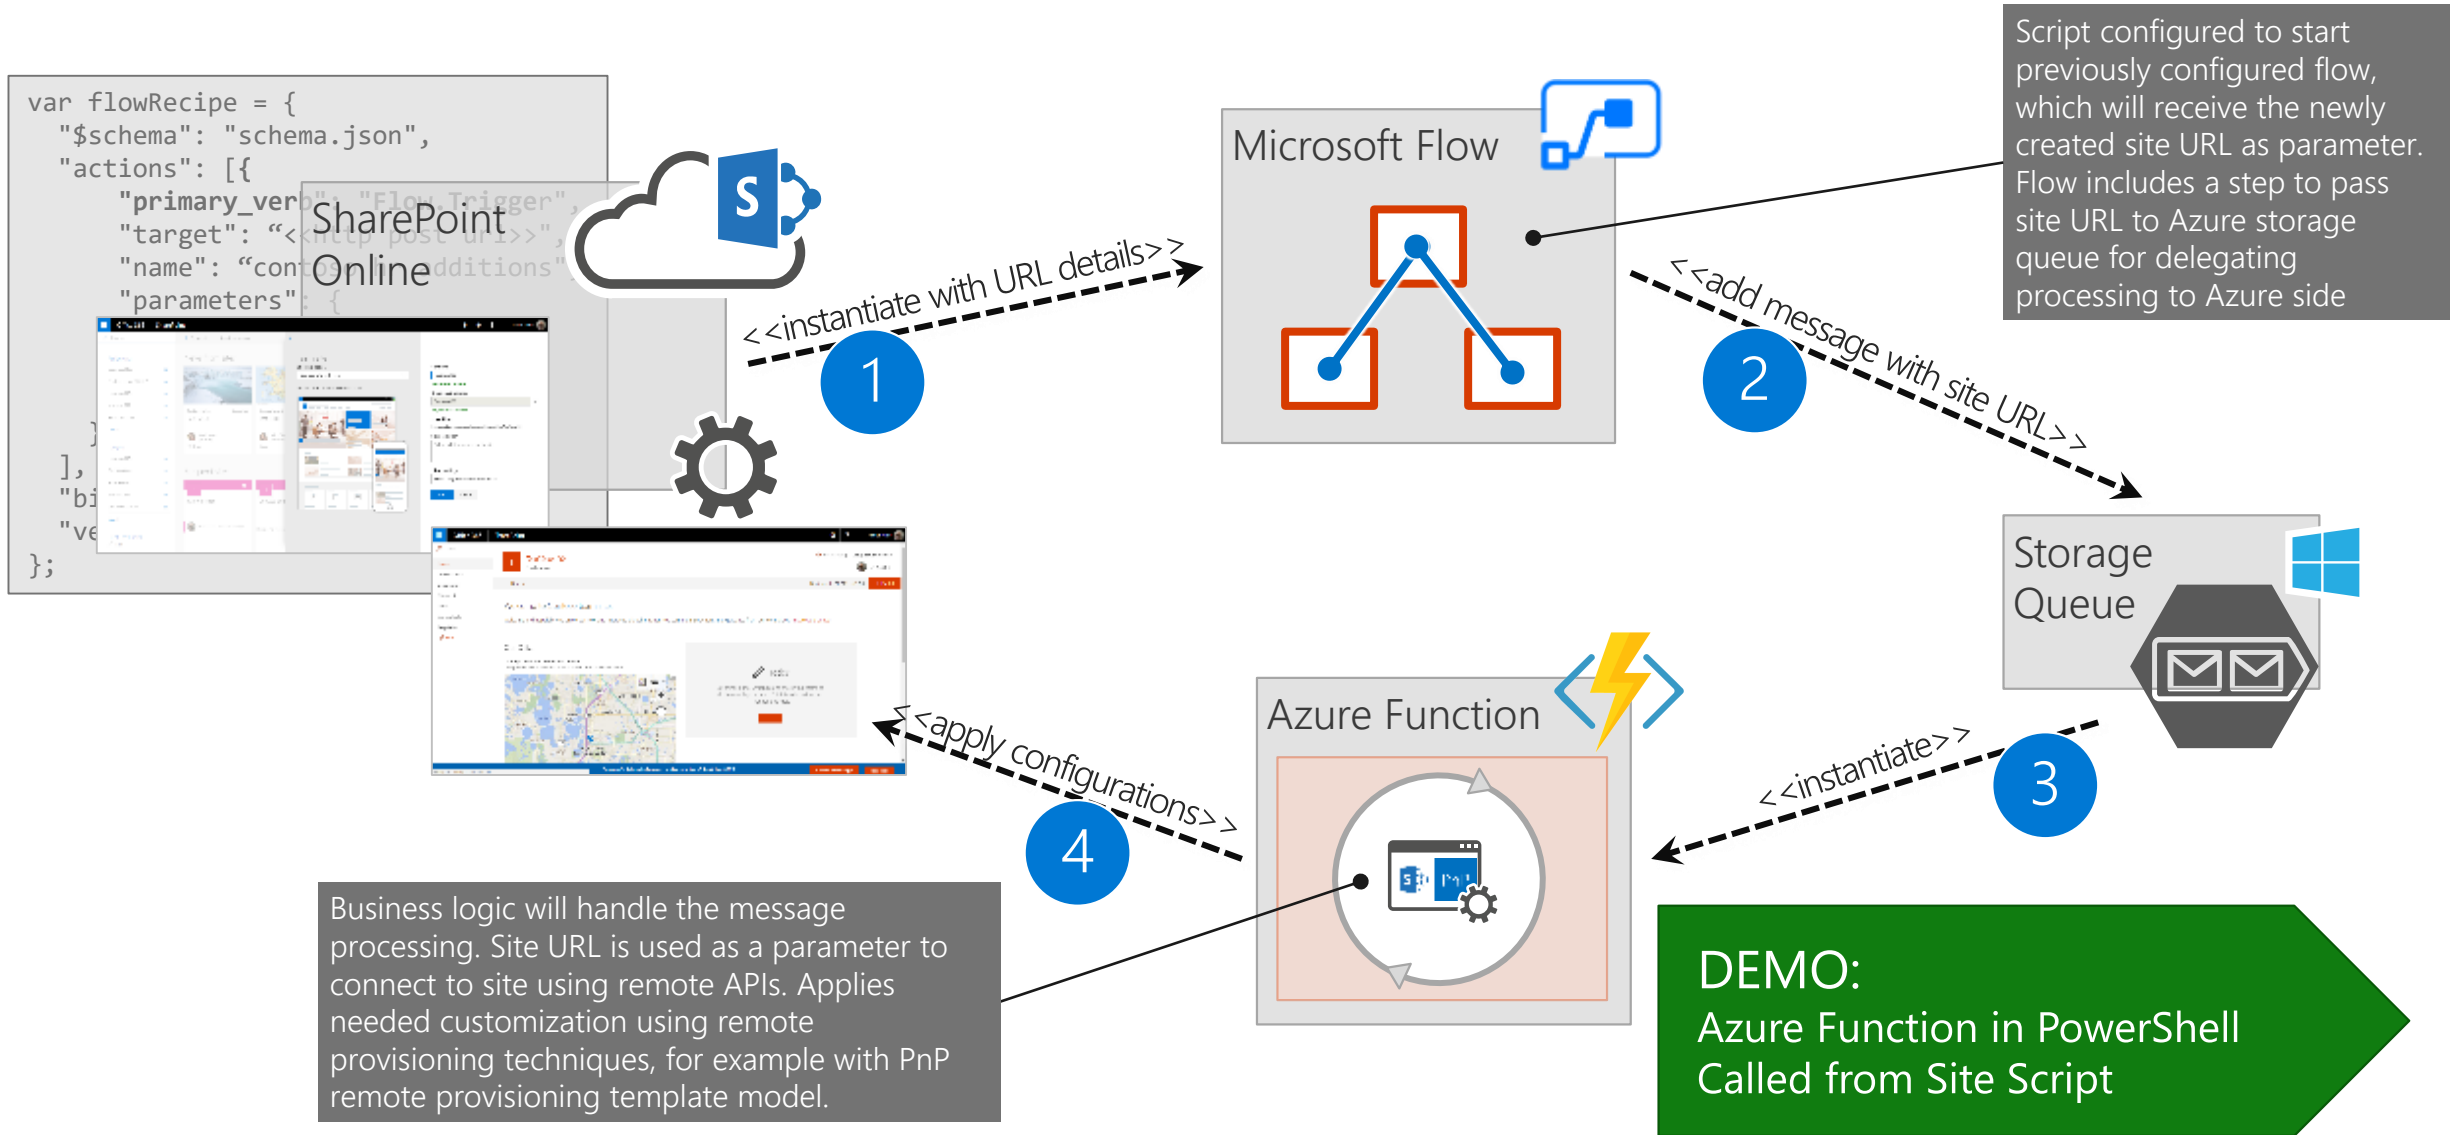 var flowRecipe = {
"$schema": "schema.json",
"actions": [{
"primary_verb": "Flow.Trigger",
"target": “<<http post url>>",
"name": “contoso additions"
"parameters": {
}
],
"bi
"ve
};
SharePoint
Online
S
<<instantiate with URL details>>
1
Microsoft Flow
Script configured to start
previously configured flow,
which will receive the newly
created site URL as parameter.
Flow includes a step to pass
site URL to Azure storage
queue for delegating
processing to Azure side
<<add message with site URL>>
2
Storage
Queue
<<instantiate>>
3
Azure Function
S
PnP
<<apply configurations>>
4
Business logic will handle the message
processing. Site URL is used as a parameter to
connect to site using remote APIs. Applies
needed customization using remote
provisioning techniques, for example with PnP
remote provisioning template model.
DEMO:
Azure Function in PowerShell
Called from Site Script